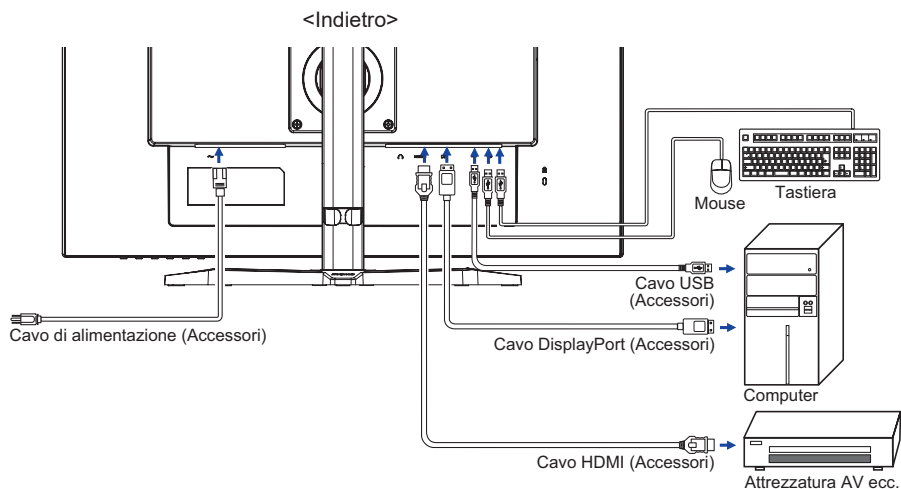 <Indietro>
Mouse
Tastiera
Cavo USB
(Accessori)
Cavo di alimentazione (Accessori)
Cavo DisplayPort (Accessori)
Computer
Cavo HDMI (Accessori)
Attrezzatura AV ecc.